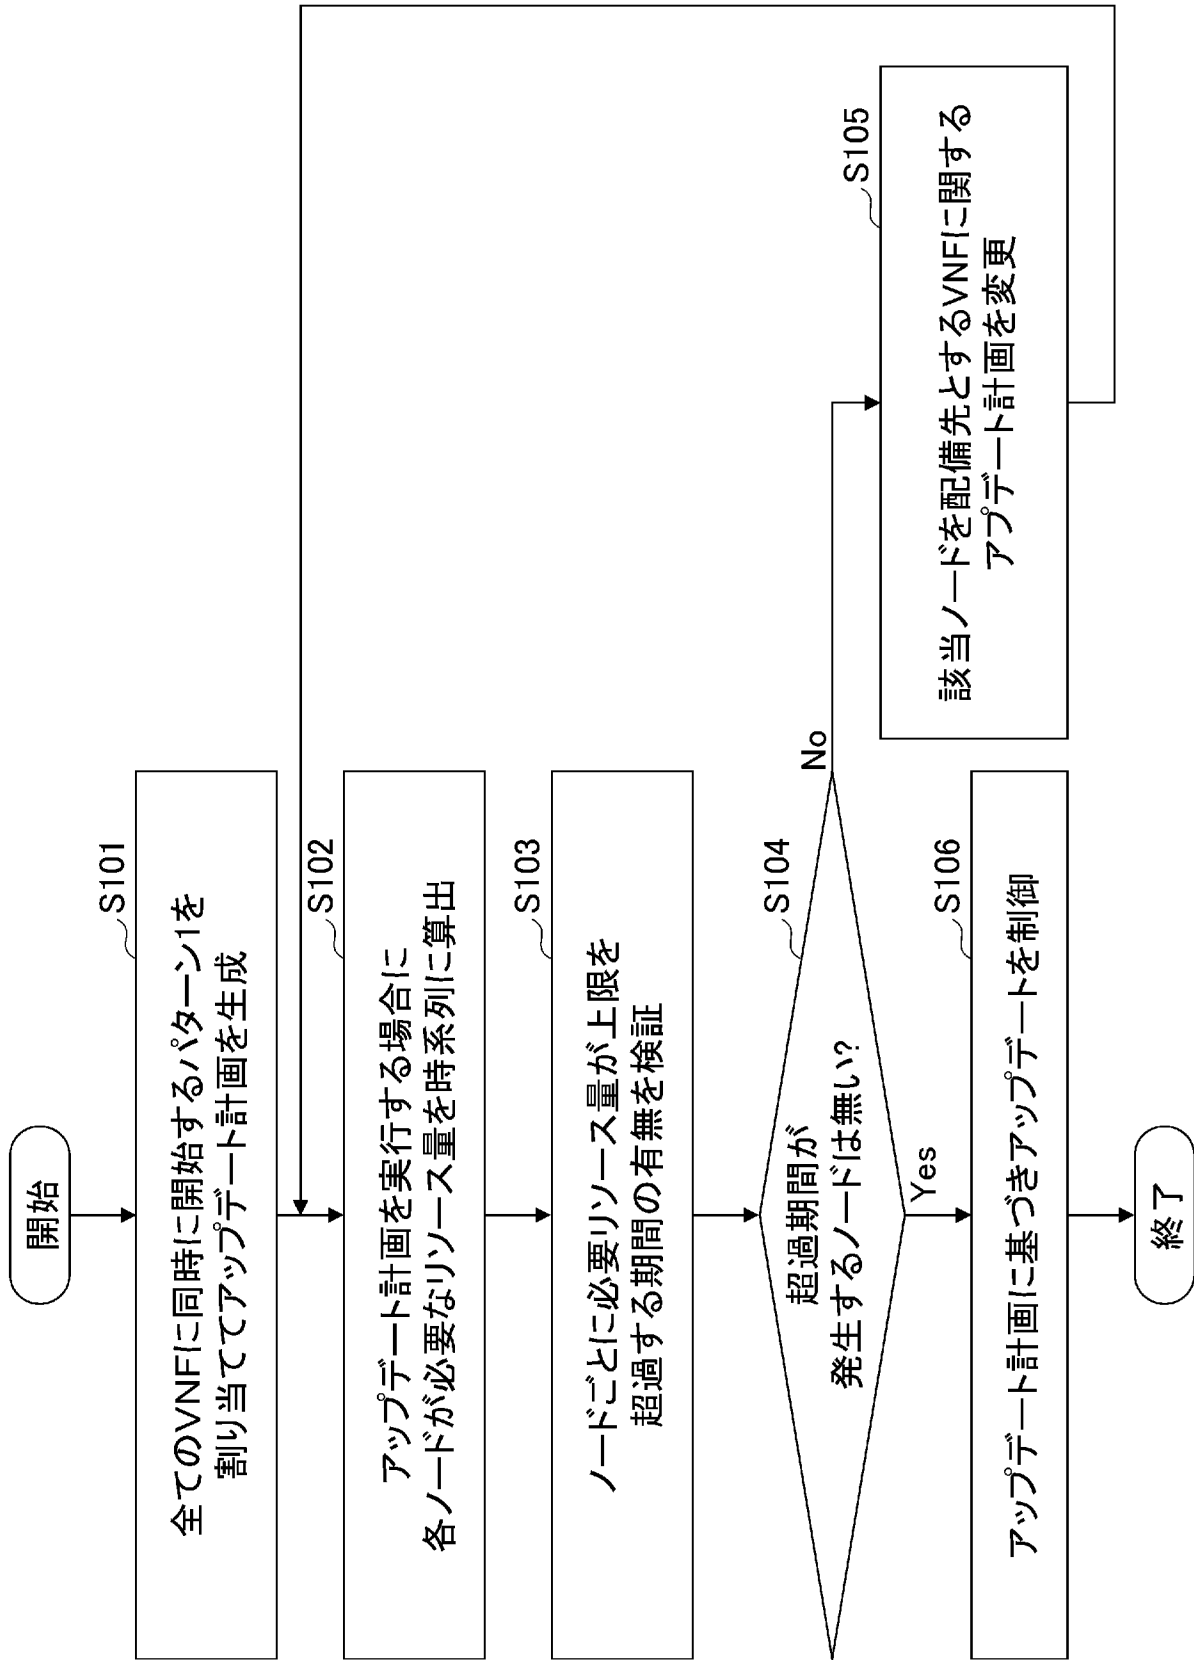 開始
S101
全てのVNFに同時に開始するパターン1を
割り当ててアップデート計画を生成
S102
アップデート計画を実行する場合に
各ノードが必要なリソース量を時系列に算出
S103
ノードごとに必要リソース量が上限を
超過する期間の有無を検証
S104
超過期間が
発生するノードは無い?
No
Yes
S105
該当ノードを配備先とするVNFに関する
アプデート計画を変更
S106
アップデート計画に基づきアップデートを制御
終了